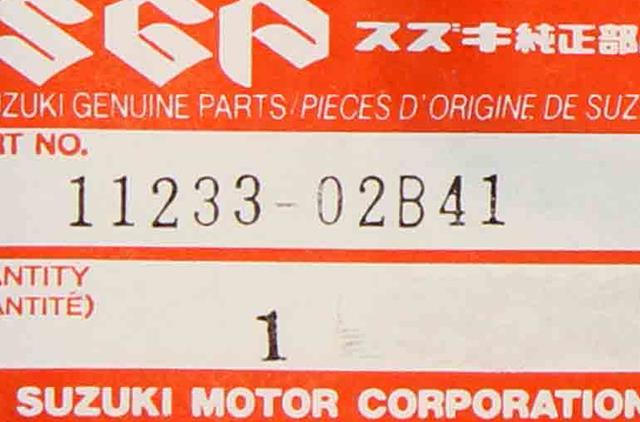 SGP スズキ純正部
ZUKI GENUINE PARTS/PIECES D'ORIGINE DE SUZ
RT NO.
11233-02B41
ANTITY
ANTITÉ)
1
SUZUKI MOTOR CORPORATION